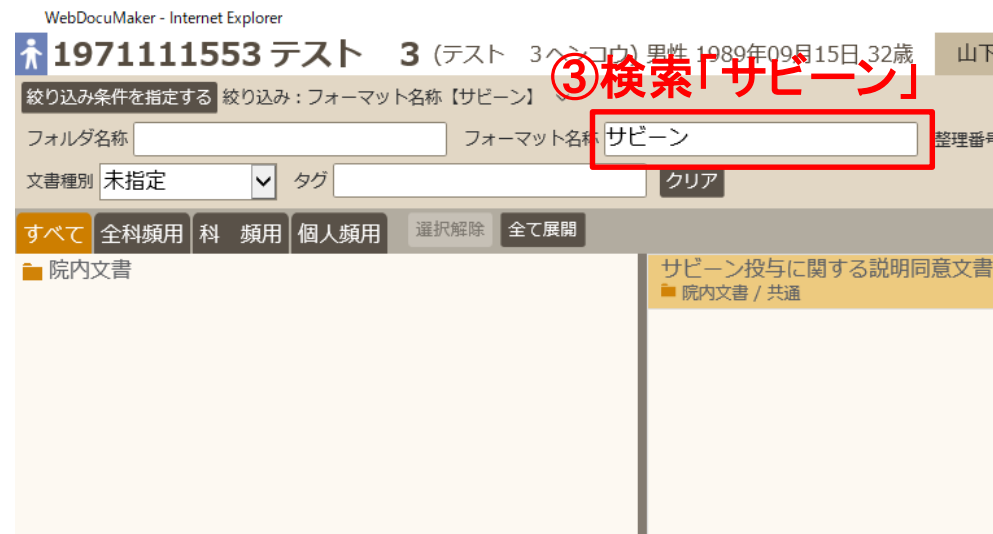 WebDocuMaker - Internet Explorer
1971111553 テスト　3 (テスト　3ヘンコウ) 男性 1989年09月15日 32歳 山下
③検索「サビーン」
絞り込み条件を指定する 絞り込み：フォーマット名称【サビーン】
フォルダ名称 フォーマット名称 サビーン 整理番号
文書種別 未指定 タグ クリア
すべて 全科頻用 科　頻用 個人頻用 選択解除 全て展開
院内文書
サビーン投与に関する説明同意文書
院内文書 / 共通